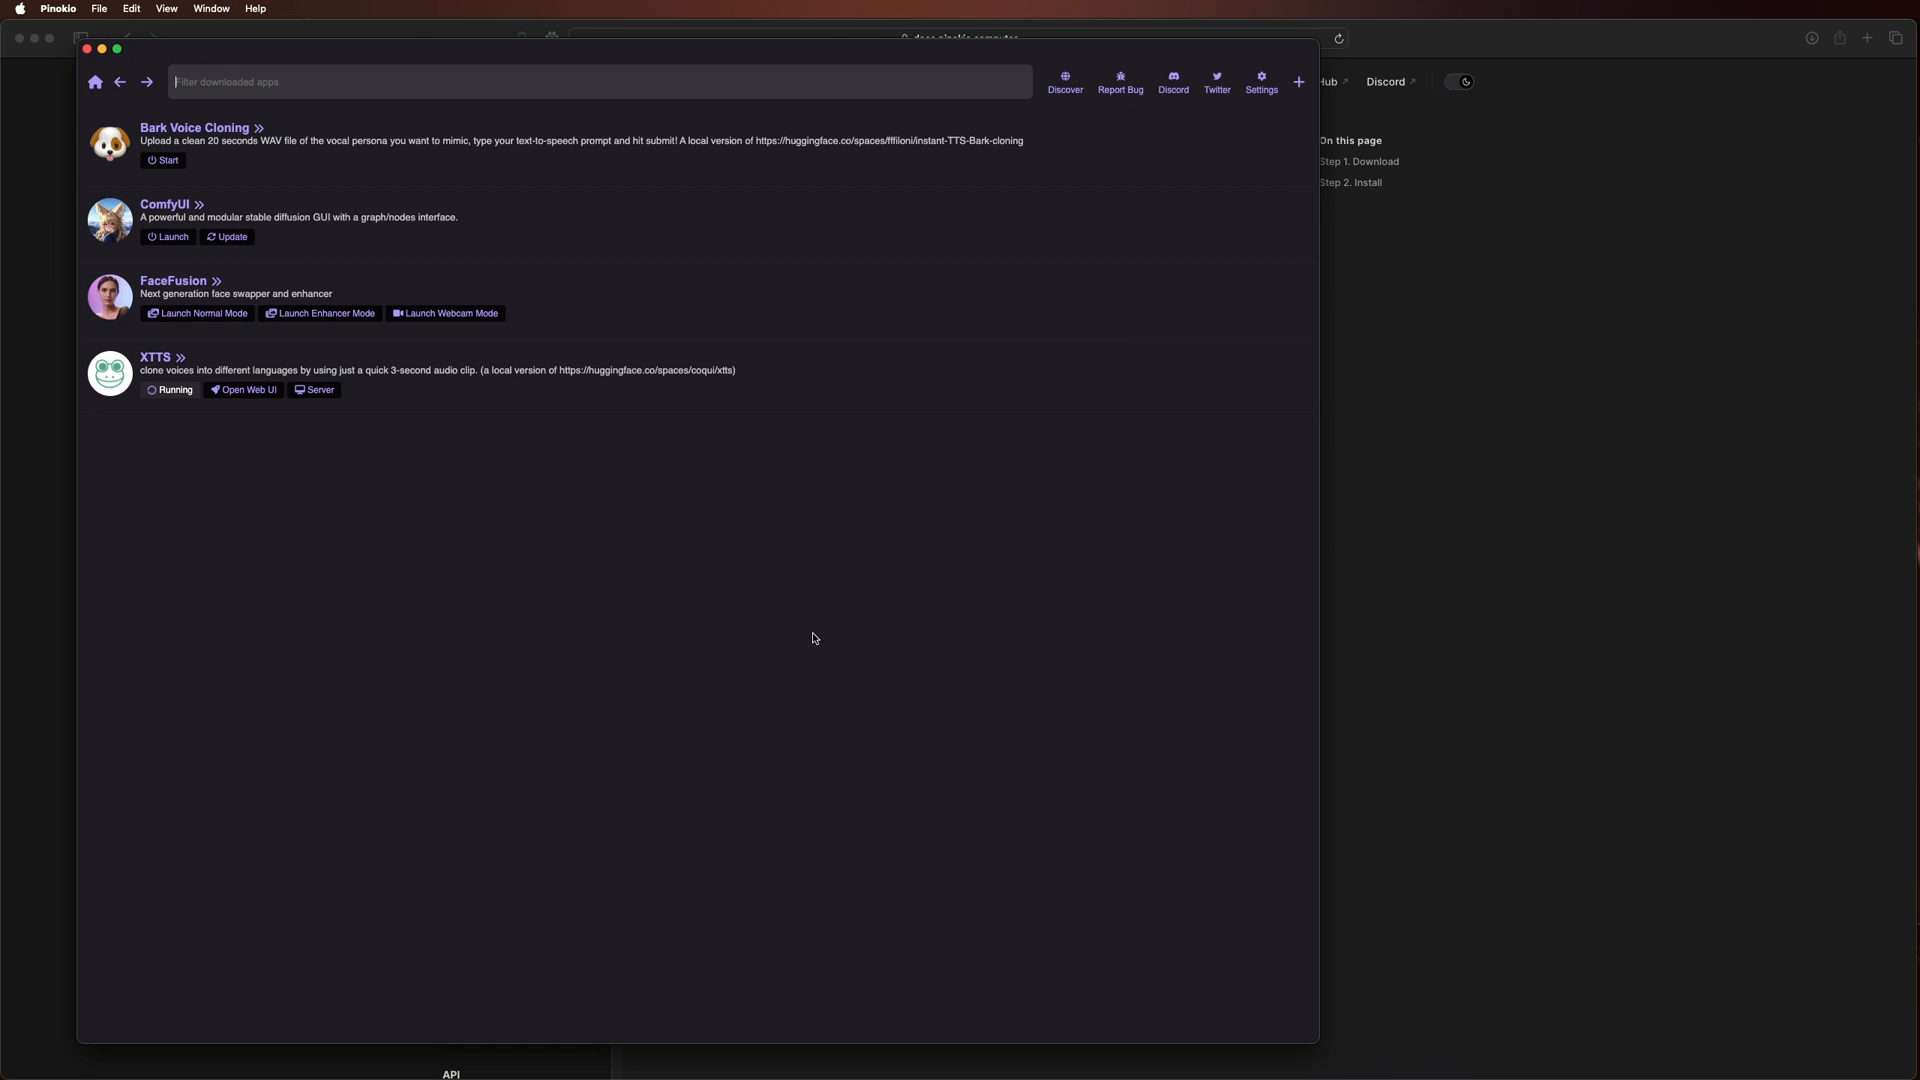 Pinokio File Edit View Window Help
Filter downloaded apps
Discover Report Bug Discord Twitter Settings
Discord
Bark Voice Cloning
Upload a clean 20 seconds WAV file of the vocal persona you want to mimic, type your text-to-speech prompt and hit submit! A local version of https://huggingface.co/spaces/fffiloni/instant-TTS-Bark-cloning
Start
ComfyUI
A powerful and modular stable diffusion GUI with a graph/nodes interface.
Launch Update
FaceFusion
Next generation face swapper and enhancer
Launch Normal Mode Launch Enhancer Mode Launch Webcam Mode
XTTS
clone voices into different languages by using just a quick 3-second audio clip. (a local version of https://huggingface.co/spaces/coqui/xtts)
Running Open Web UI Server
On this page
Step 1. Download
Step 2. Install
API